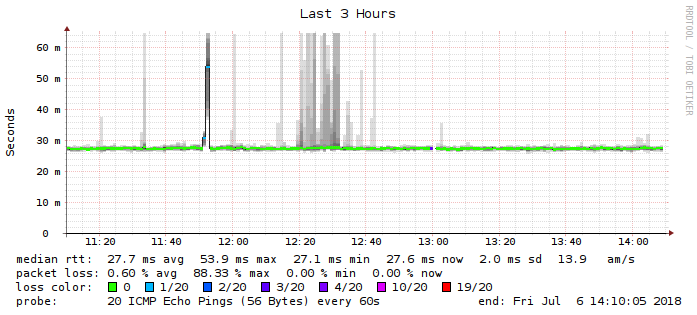 Last 3 Hours
RRDTOOL / TOBI OETIKER
Seconds
60 m
50 m
40 m
30 m
20 m
10 m
0
11:20 11:40 12:00 12:20 12:40 13:00 13:20 13:40 14:00
median rtt: 27.7 ms avg 53.9 ms max 27.1 ms min 27.6 ms now 2.0 ms sd 13.9 am/s
packet loss: 0.60 % avg 88.33 % max 0.00 % min 0.00 % now
loss color: 0 1/20 2/20 3/20 4/20 10/20 19/20
probe: 20 ICMP Echo Pings (56 Bytes) every 60s end: Fri Jul 6 14:10:05 2018